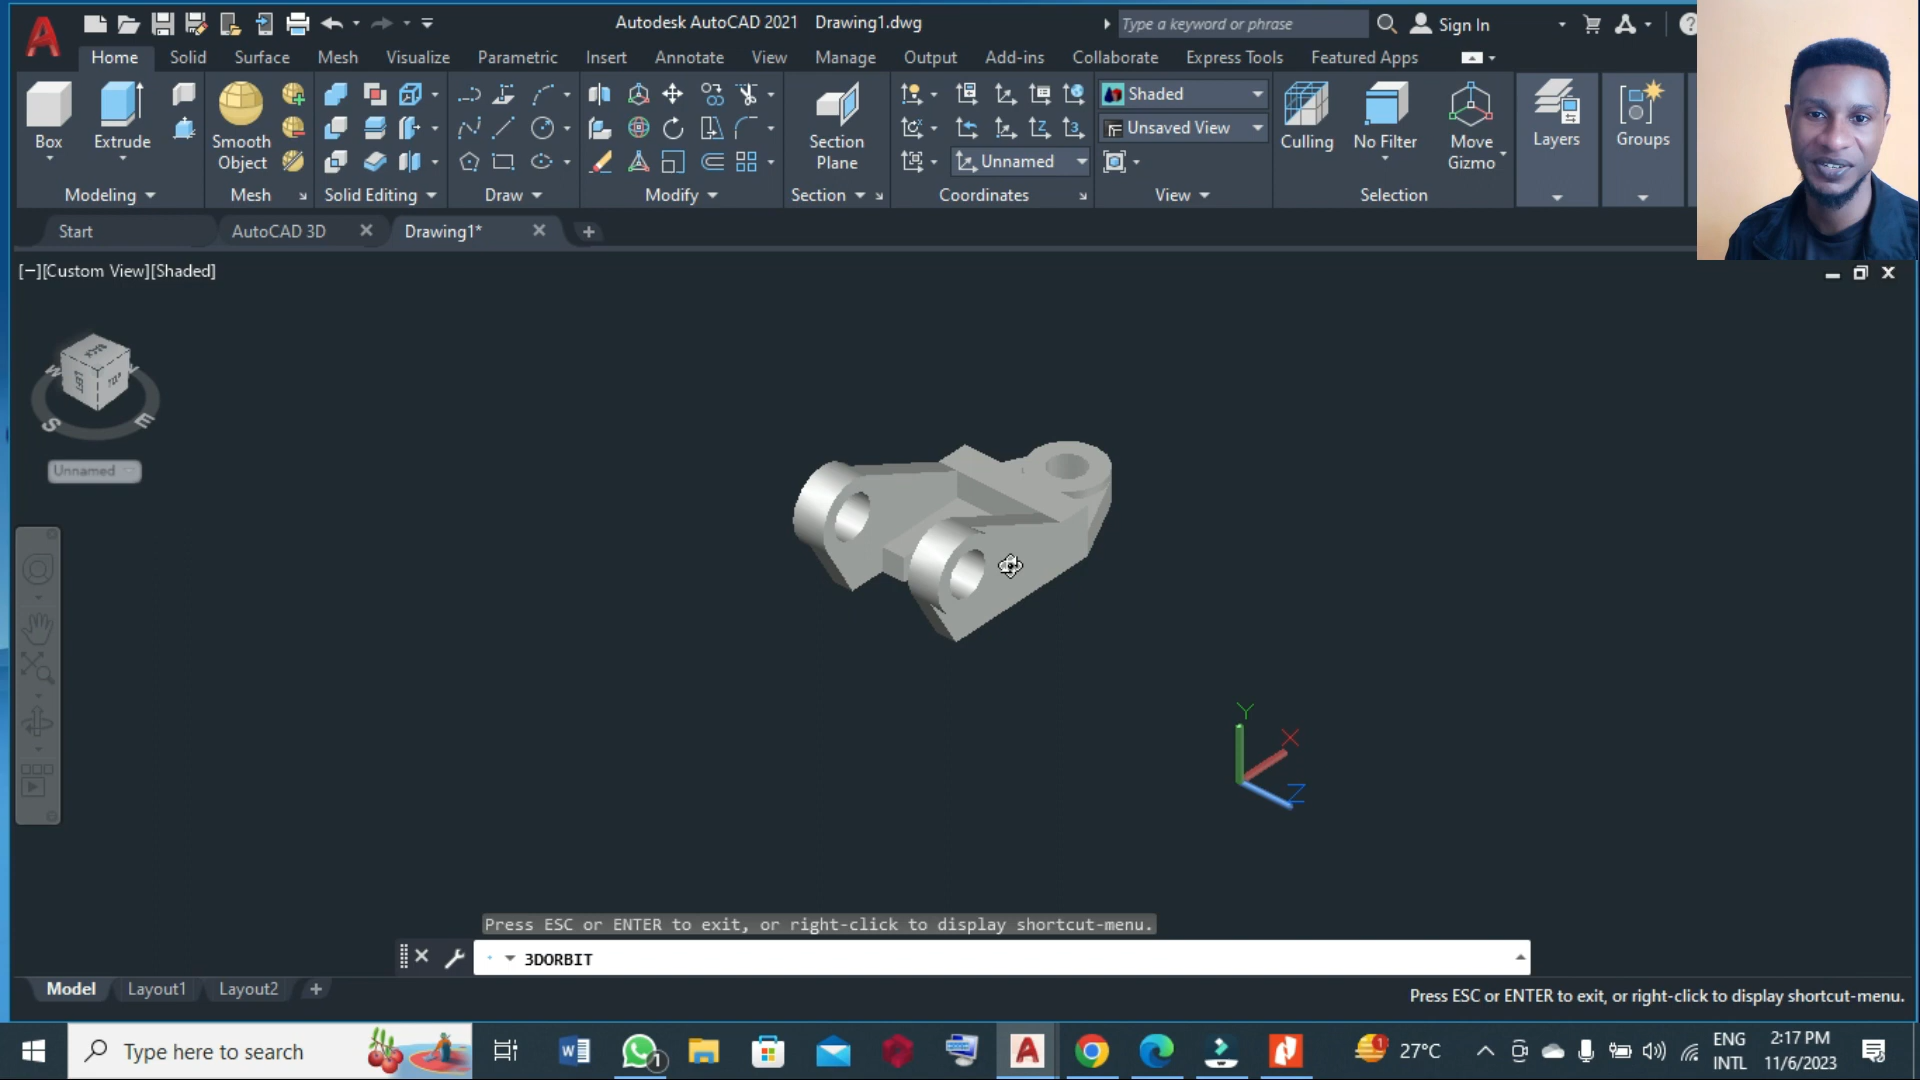 Autodesk AutoCAD 2021 Drawing1.dwg
Type a keyword or phrase
Sign In
Home Solid Surface Mesh Visualize Parametric Insert Annotate View Manage Output Add-ins Collaborate Express Tools Featured Apps
Box
Extrude
Smooth
Object
Section
Plane
Shaded
Unsaved View
Unnamed
Culling
No Filter
Move
Gizmo
Layers
Groups
Modeling Mesh Solid Editing Draw Modify Section Coordinates View Selection
Start AutoCAD 3D Drawing1*
[−][Custom View][Shaded]
S
E
Unnamed
Y
X
Z
Press ESC or ENTER to exit, or right-click to display shortcut-menu.
3DORBIT
Model Layout1 Layout2
Press ESC or ENTER to exit, or right-click to display shortcut-menu.
Type here to search
1
1
27°C
ENG
INTL
2:17 PM
11/6/2023